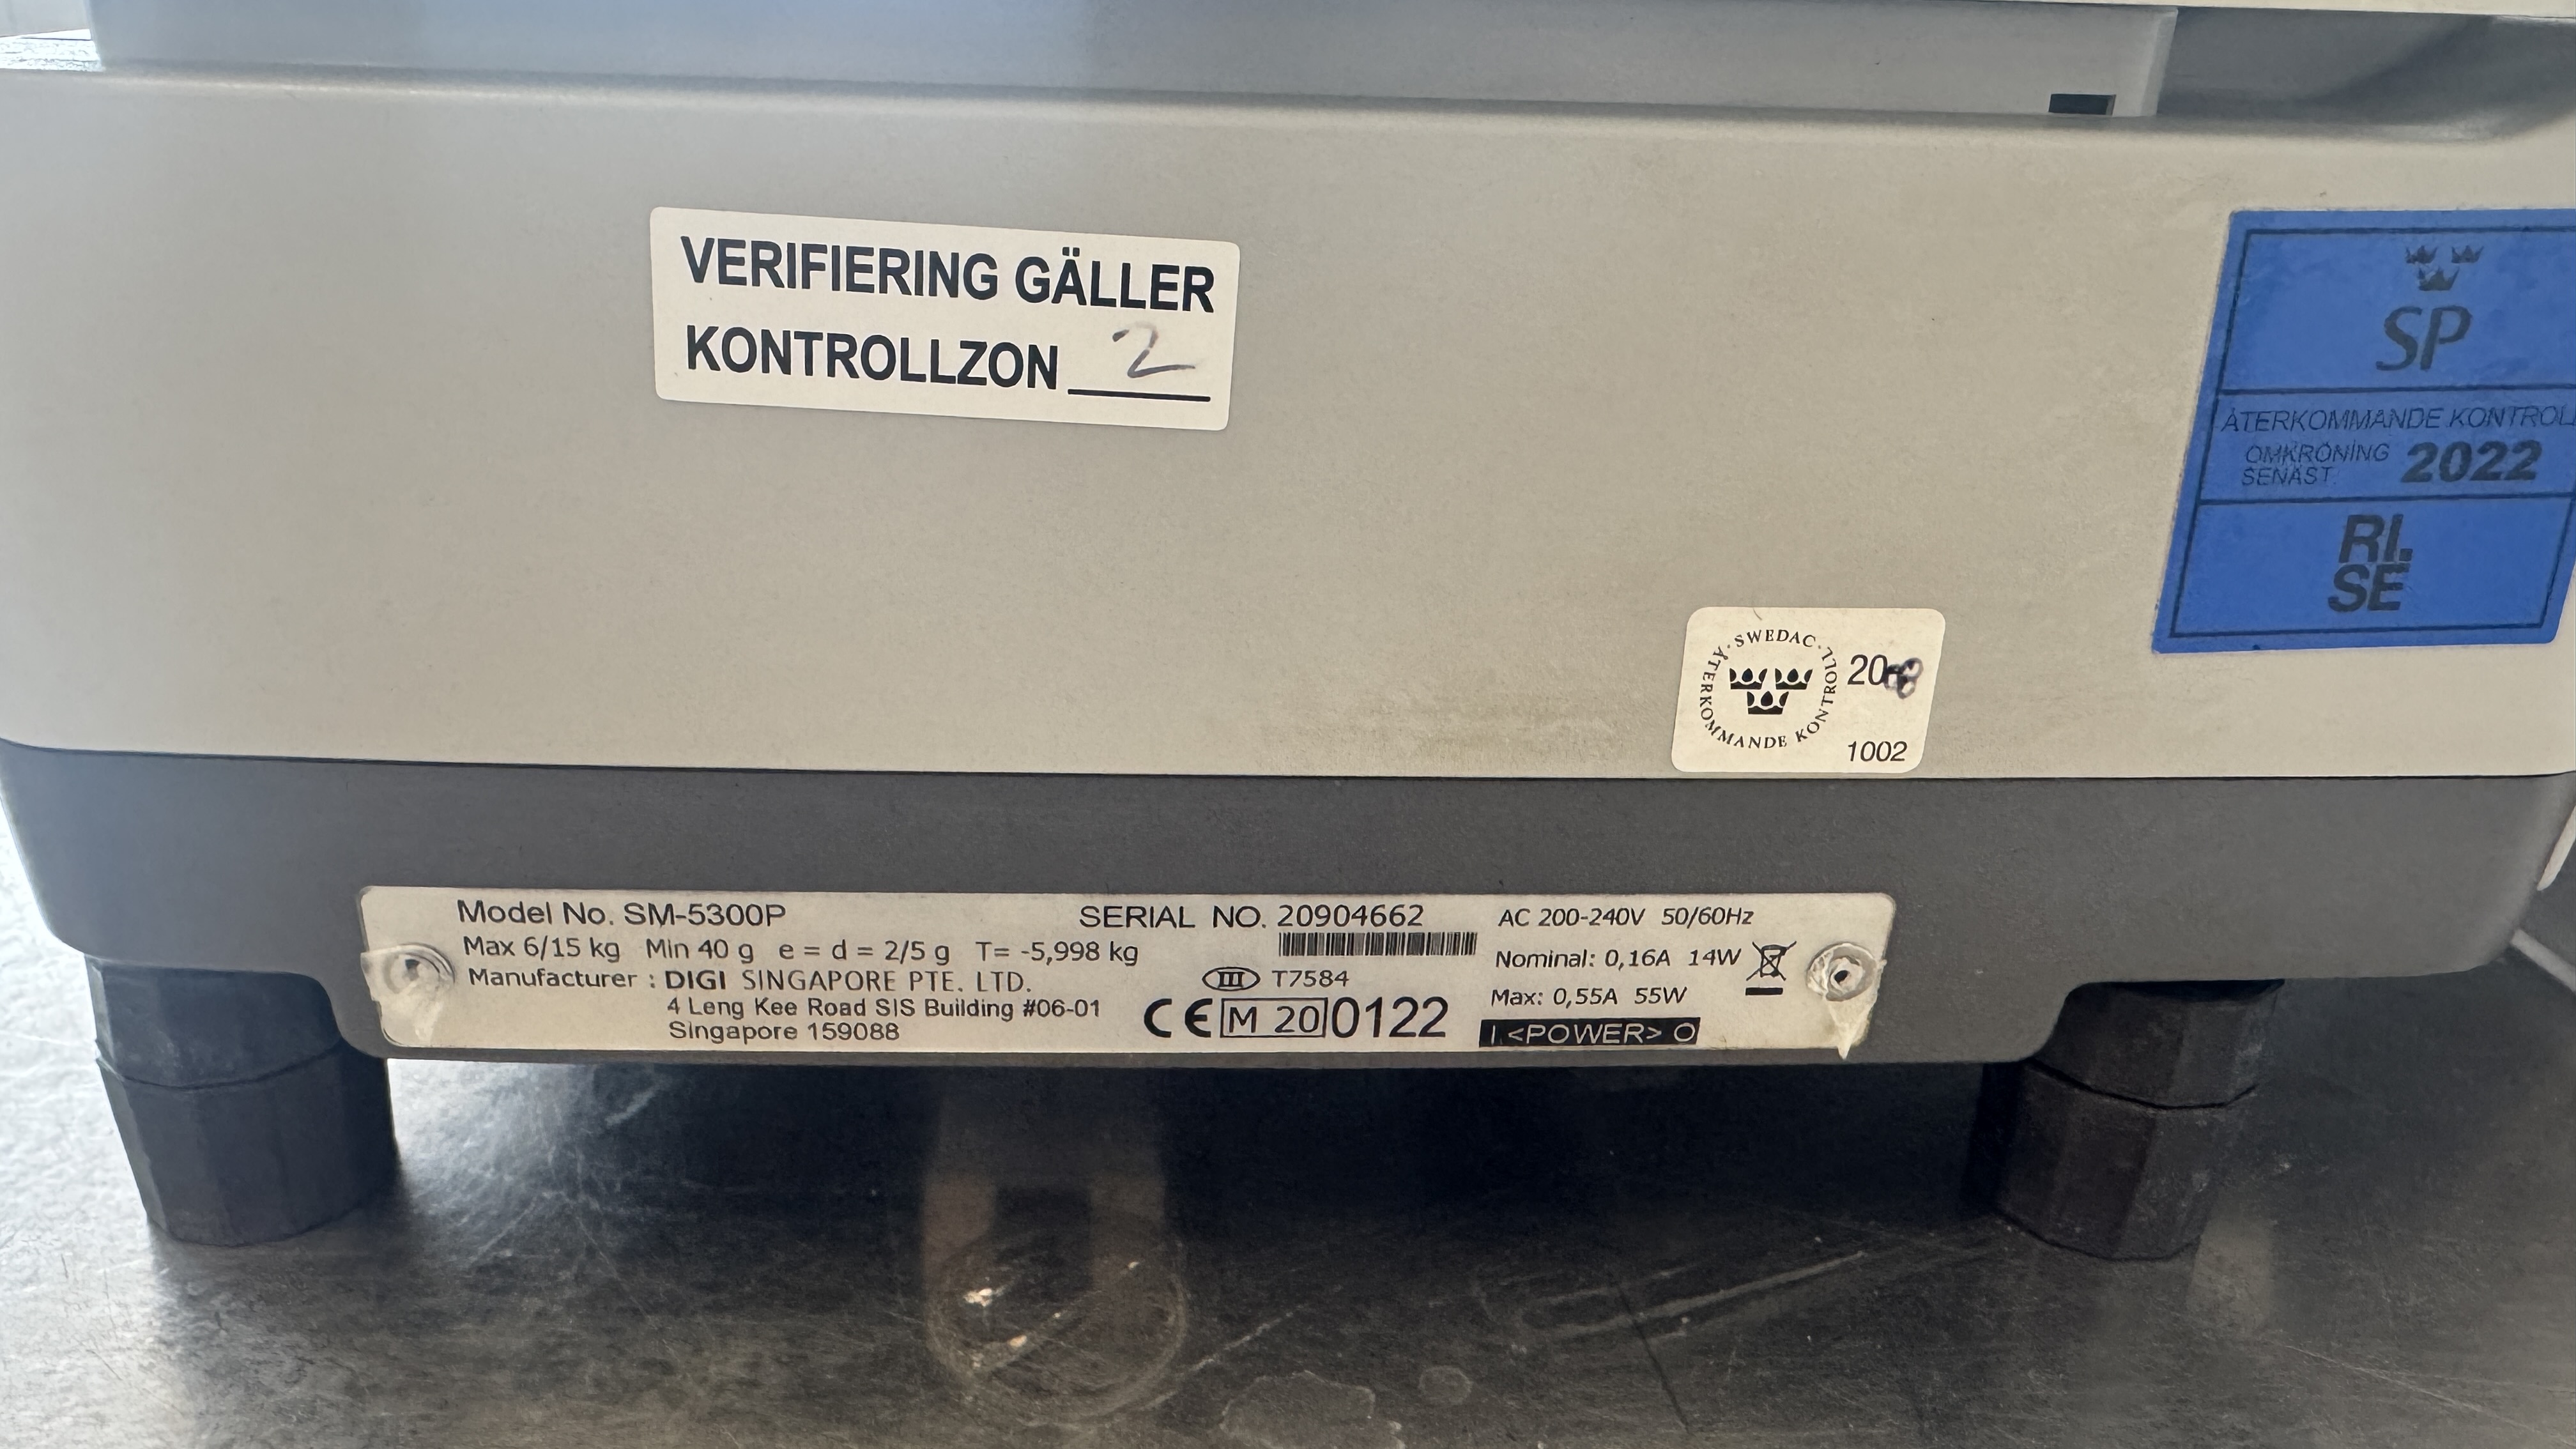 VERIFIERING GÄLLER
KONTROLLZON 2
SP
ÅTERKOMMANDE KONTROLL
OMKRÖNING
SENAST 2022
RI.
SE
· SWEDAC · ÅTERKOMMANDE KONTROLL
20
1002
Model No. SM-5300P
Max 6/15 kg Min 40 g e = d = 2/5 g T= -5,998 kg
Manufacturer : DIGI SINGAPORE PTE. LTD.
4 Leng Kee Road SIS Building #06-01
Singapore 159088
SERIAL NO. 20904662
III T7584
CE M 20 0122
AC 200-240V 50/60Hz
Nominal: 0,16A 14W
Max: 0,55A 55W
I <POWER> O